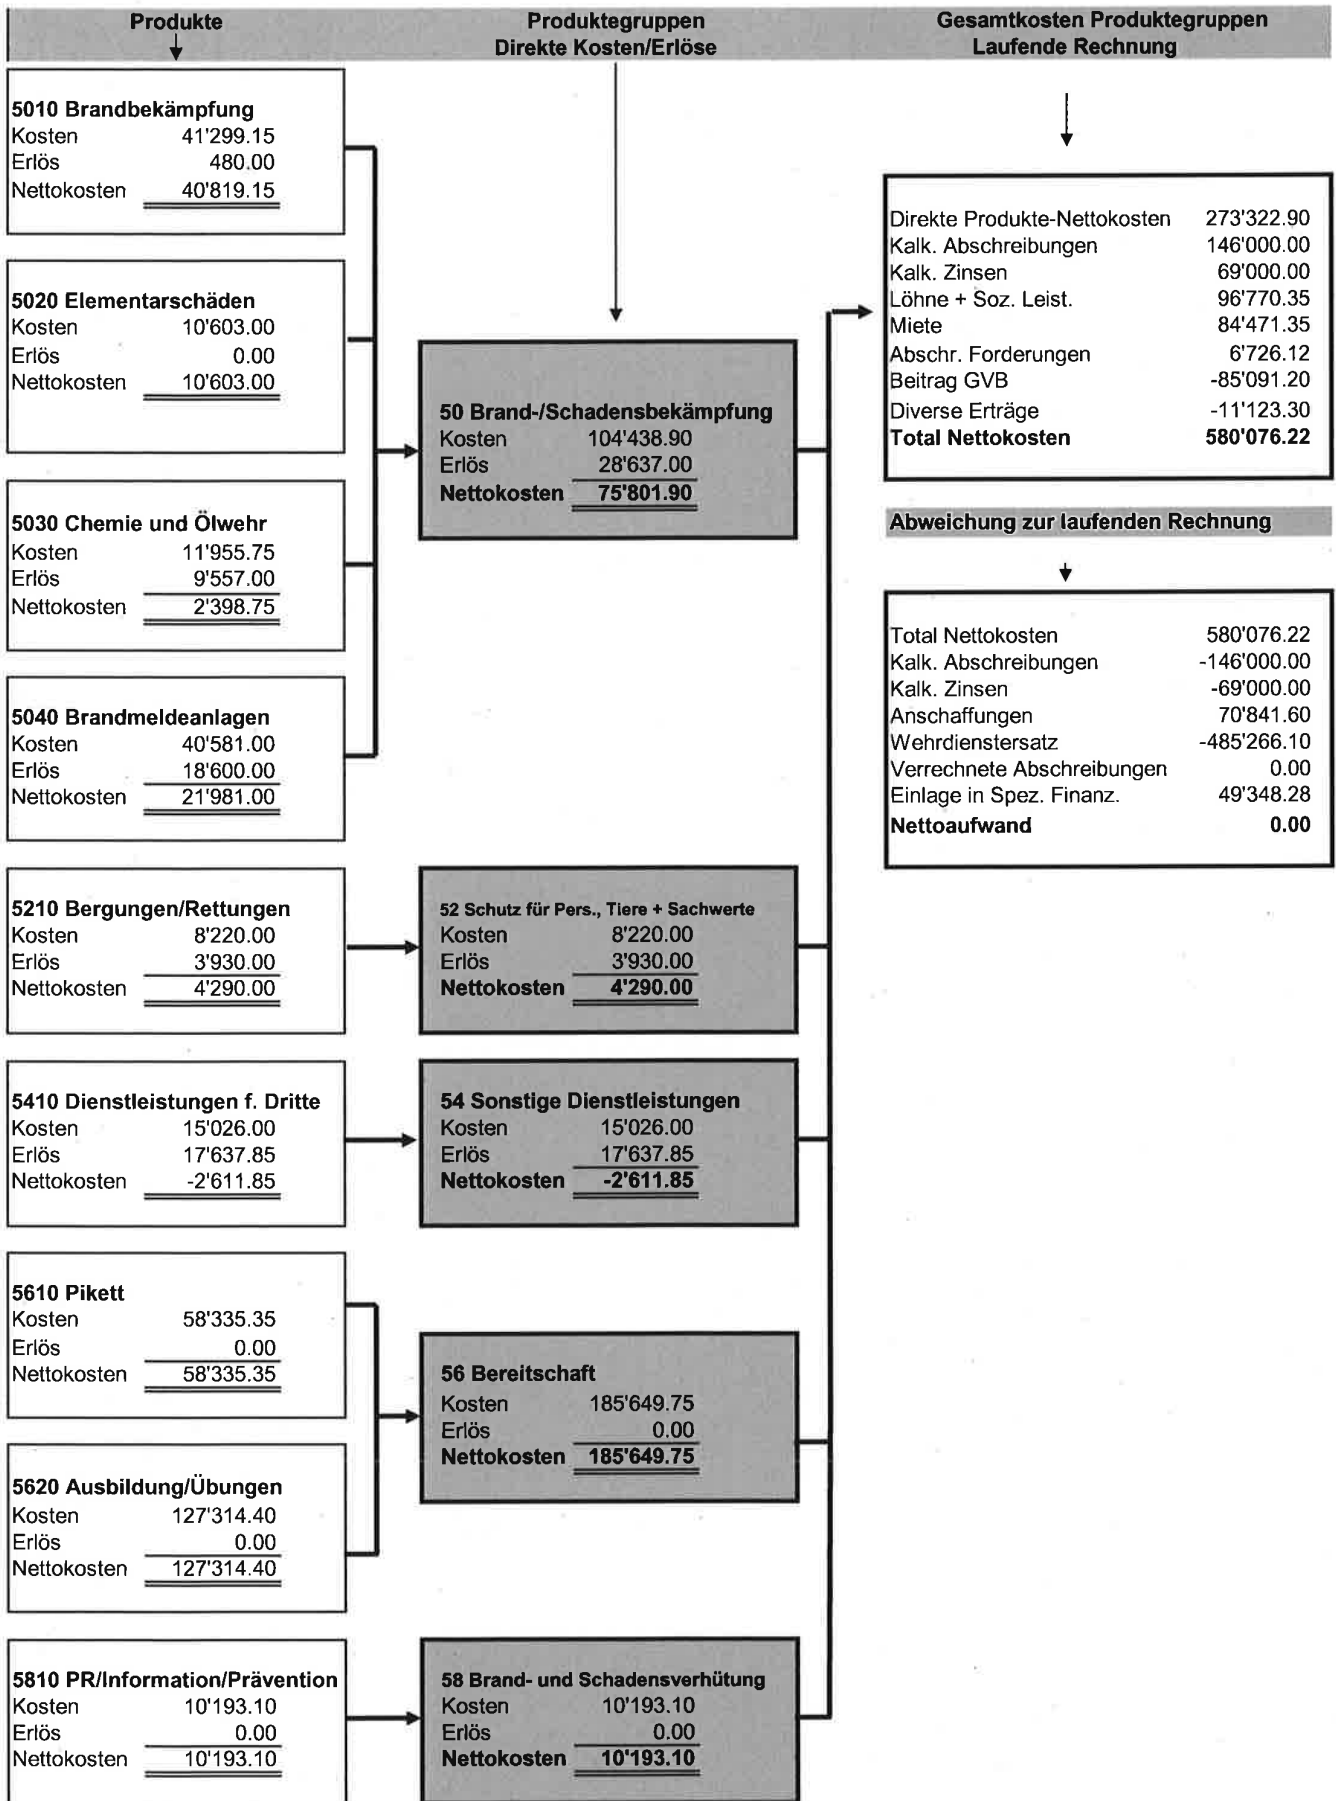 Produkte
Produktegruppen
Direkte Kosten/Erlöse
Gesamtkosten Produktegruppen
Laufende Rechnung
5010 Brandbekämpfung
Kosten 41'299.15
Erlös 480.00
Nettokosten 40'819.15
5020 Elementarschäden
Kosten 10'603.00
Erlös 0.00
Nettokosten 10'603.00
5030 Chemie und Ölwehr
Kosten 11'955.75
Erlös 9'557.00
Nettokosten 2'398.75
5040 Brandmeldeanlagen
Kosten 40'581.00
Erlös 18'600.00
Nettokosten 21'981.00
5210 Bergungen/Rettungen
Kosten 8'220.00
Erlös 3'930.00
Nettokosten 4'290.00
5410 Dienstleistungen f. Dritte
Kosten 15'026.00
Erlös 17'637.85
Nettokosten -2'611.85
5610 Pikett
Kosten 58'335.35
Erlös 0.00
Nettokosten 58'335.35
5620 Ausbildung/Übungen
Kosten 127'314.40
Erlös 0.00
Nettokosten 127'314.40
5810 PR/Information/Prävention
Kosten 10'193.10
Erlös 0.00
Nettokosten 10'193.10
50 Brand-/Schadensbekämpfung
Kosten 104'438.90
Erlös 28'637.00
Nettokosten 75'801.90
52 Schutz für Pers., Tiere + Sachwerte
Kosten 8'220.00
Erlös 3'930.00
Nettokosten 4'290.00
54 Sonstige Dienstleistungen
Kosten 15'026.00
Erlös 17'637.85
Nettokosten -2'611.85
56 Bereitschaft
Kosten 185'649.75
Erlös 0.00
Nettokosten 185'649.75
58 Brand- und Schadensverhütung
Kosten 10'193.10
Erlös 0.00
Nettokosten 10'193.10
Direkte Produkte-Nettokosten 273'322.90
Kalk. Abschreibungen 146'000.00
Kalk. Zinsen 69'000.00
Löhne + Soz. Leist. 96'770.35
Miete 84'471.35
Abschr. Forderungen 6'726.12
Beitrag GVB -85'091.20
Diverse Erträge -11'123.30
Total Nettokosten 580'076.22
Abweichung zur laufenden Rechnung
Total Nettokosten 580'076.22
Kalk. Abschreibungen -146'000.00
Kalk. Zinsen -69'000.00
Anschaffungen 70'841.60
Wehrdienstersatz -485'266.10
Verrechnete Abschreibungen 0.00
Einlage in Spez. Finanz. 49'348.28
Nettoaufwand 0.00